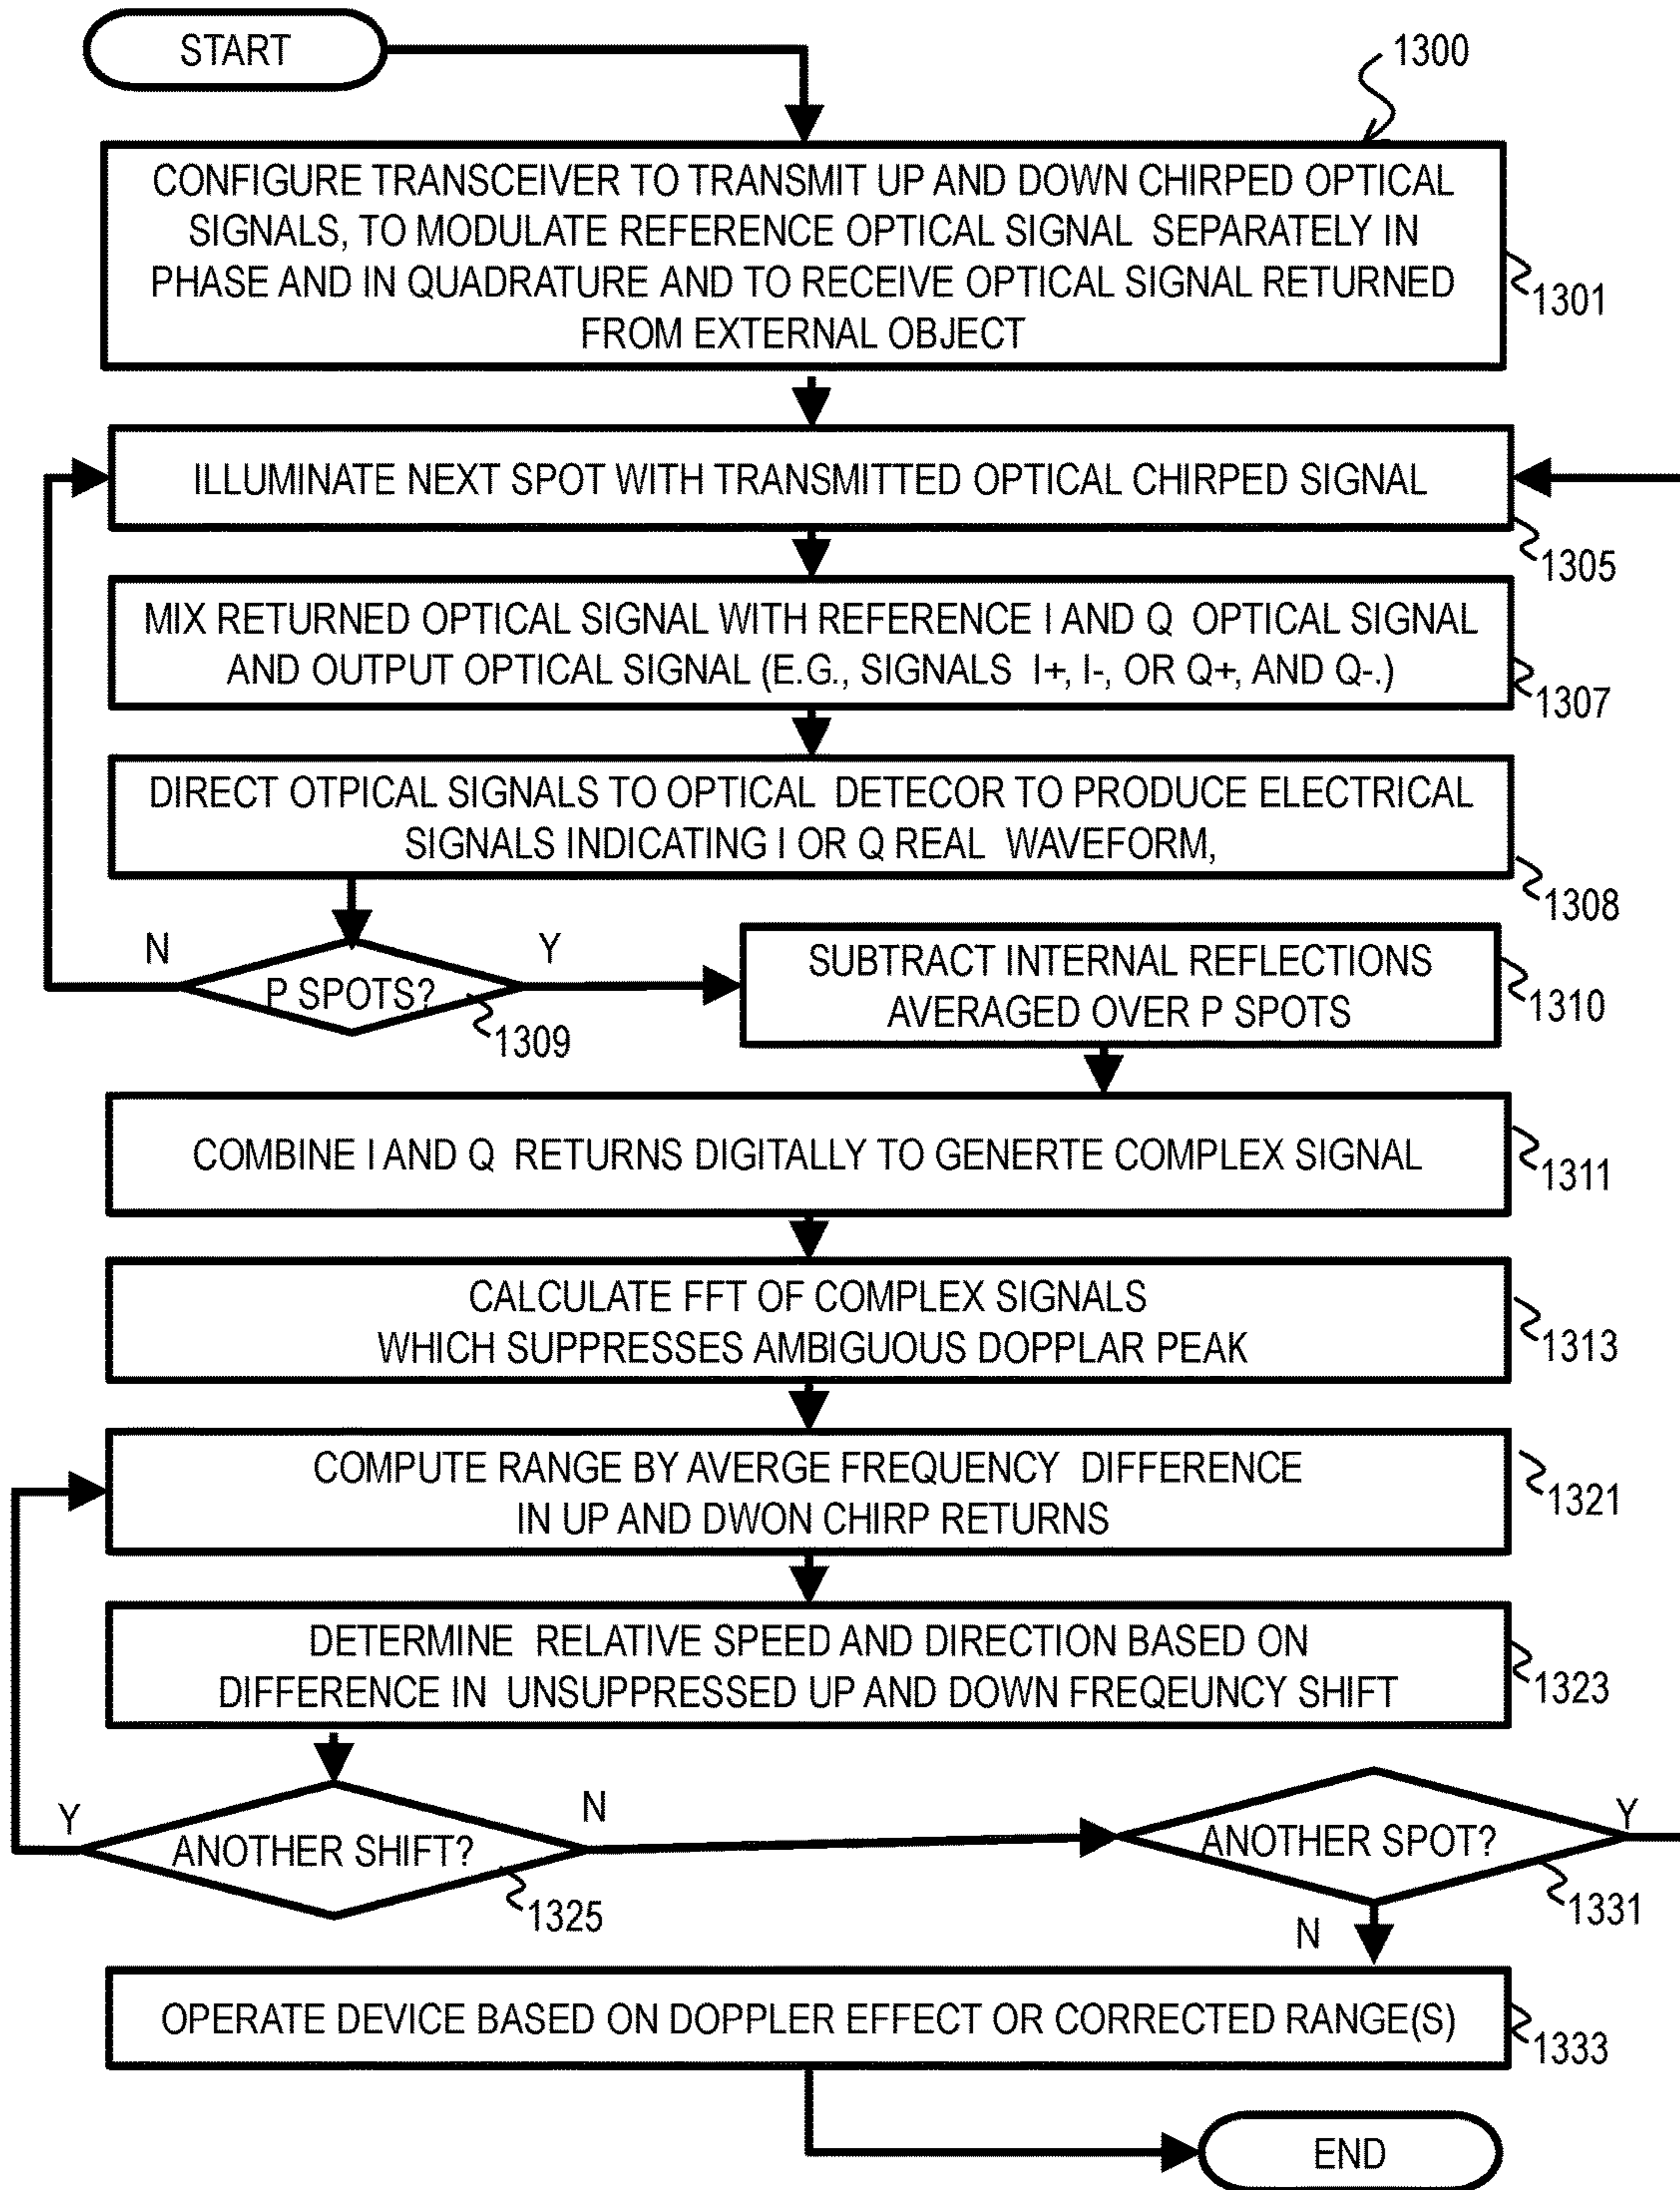 START
1300
CONFIGURE TRANSCEIVER TO TRANSMIT UP AND DOWN CHIRPED OPTICAL
SIGNALS, TO MODULATE REFERENCE OPTICAL SIGNAL SEPARATELY IN
PHASE AND IN QUADRATURE AND TO RECEIVE OPTICAL SIGNAL RETURNED
FROM EXTERNAL OBJECT
1301
ILLUMINATE NEXT SPOT WITH TRANSMITTED OPTICAL CHIRPED SIGNAL
1305
MIX RETURNED OPTICAL SIGNAL WITH REFERENCE I AND Q OPTICAL SIGNAL
AND OUTPUT OPTICAL SIGNAL (E.G., SIGNALS I+, I-, OR Q+, AND Q-.)
1307
DIRECT OTPICAL SIGNALS TO OPTICAL DETECOR TO PRODUCE ELECTRICAL
SIGNALS INDICATING I OR Q REAL WAVEFORM,
1308
N
P SPOTS?
Y
1309
SUBTRACT INTERNAL REFLECTIONS
AVERAGED OVER P SPOTS
1310
COMBINE I AND Q RETURNS DIGITALLY TO GENERTE COMPLEX SIGNAL
1311
CALCULATE FFT OF COMPLEX SIGNALS
WHICH SUPPRESSES AMBIGUOUS DOPPLAR PEAK
1313
COMPUTE RANGE BY AVERGE FREQUENCY DIFFERENCE
IN UP AND DWON CHIRP RETURNS
1321
DETERMINE RELATIVE SPEED AND DIRECTION BASED ON
DIFFERENCE IN UNSUPPRESSED UP AND DOWN FREQEUNCY SHIFT
1323
Y
ANOTHER SHIFT?
N
1325
ANOTHER SPOT?
Y
1331
N
OPERATE DEVICE BASED ON DOPPLER EFFECT OR CORRECTED RANGE(S)
1333
END